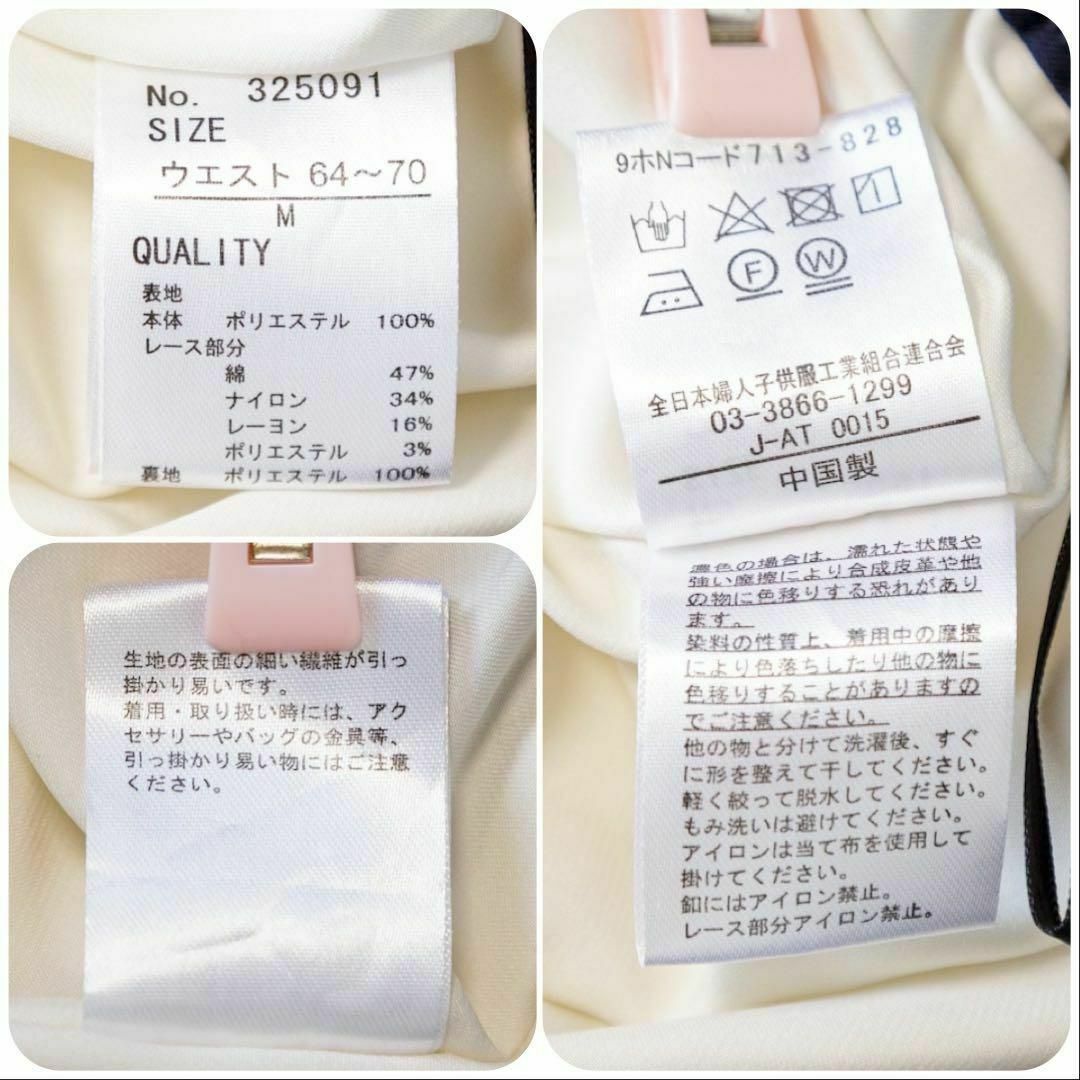 No. 325091
SIZE
ウエスト 64〜70
M
QUALITY
表地
本体 ポリエステル 100%
レース部分
綿 47%
ナイロン 34%
レーヨン 16%
ポリエステル 3%
裏地 ポリエステル 100%
生地の表面の細い繊維が引っ
掛かり易いです。
着用・取り扱い時には、アク
セサリーやバッグの金具等、
引っ掛かり易い物にはご注意
ください。
9ホNコード713-828
F W
全日本婦人子供服工業組合連合会
03-3866-1299
J-AT 0015
中国製
濃色の場合は、濡れた状態や
強い摩擦により合成皮革や他
の物に色移りする恐れがあり
ます。
染料の性質上、着用中の摩擦
により色落ちしたり他の物に
色移りすることがありますの
でご注意ください。
他の物と分けて洗濯後、すぐ
に形を整えて干してください。
軽く絞って脱水してください。
もみ洗いは避けてください。
アイロンは当て布を使用して
掛けてください。
釦にはアイロン禁止。
レース部分アイロン禁止。